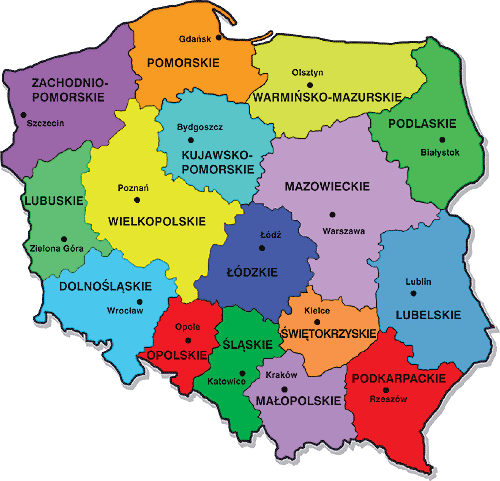 Gdańsk
POMORSKIE
Olsztyn
WARMIŃSKO-MAZURSKIE
ZACHODNIO-
POMORSKIE
Szczecin
PODLASKIE
Białystok
Bydgoszcz
KUJAWSKO-
POMORSKIE
LUBUSKIE
Zielona Góra
Poznań
WIELKOPOLSKIE
MAZOWIECKIE
Warszawa
Łódź
ŁÓDZKIE
DOLNOŚLĄSKIE
Wrocław
Lublin
LUBELSKIE
Opole
OPOLSKIE
ŚLĄSKIE
Katowice
Kielce
ŚWIĘTOKRZYSKIE
Kraków
MAŁOPOLSKIE
PODKARPACKIE
Rzeszów